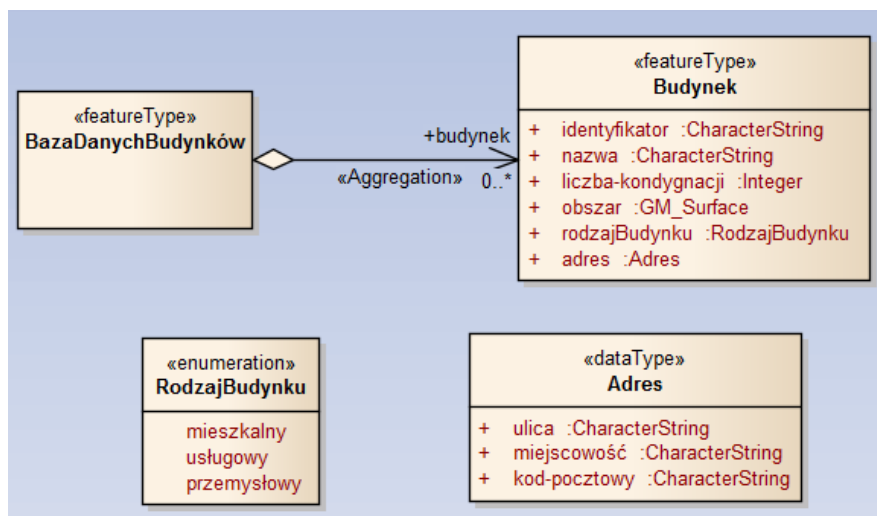 «featureType»
BazaDanychBudynków
+budynek
«Aggregation» 0..*
«featureType»
Budynek
+ identyfikator :CharacterString
+ nazwa :CharacterString
+ liczba-kondygnacji :Integer
+ obszar :GM_Surface
+ rodzajBudynku :RodzajBudynku
+ adres :Adres
«enumeration»
RodzajBudynku
mieszkalny
usługowy
przemysłowy
«dataType»
Adres
+ ulica :CharacterString
+ miejscowość :CharacterString
+ kod-pocztowy :CharacterString